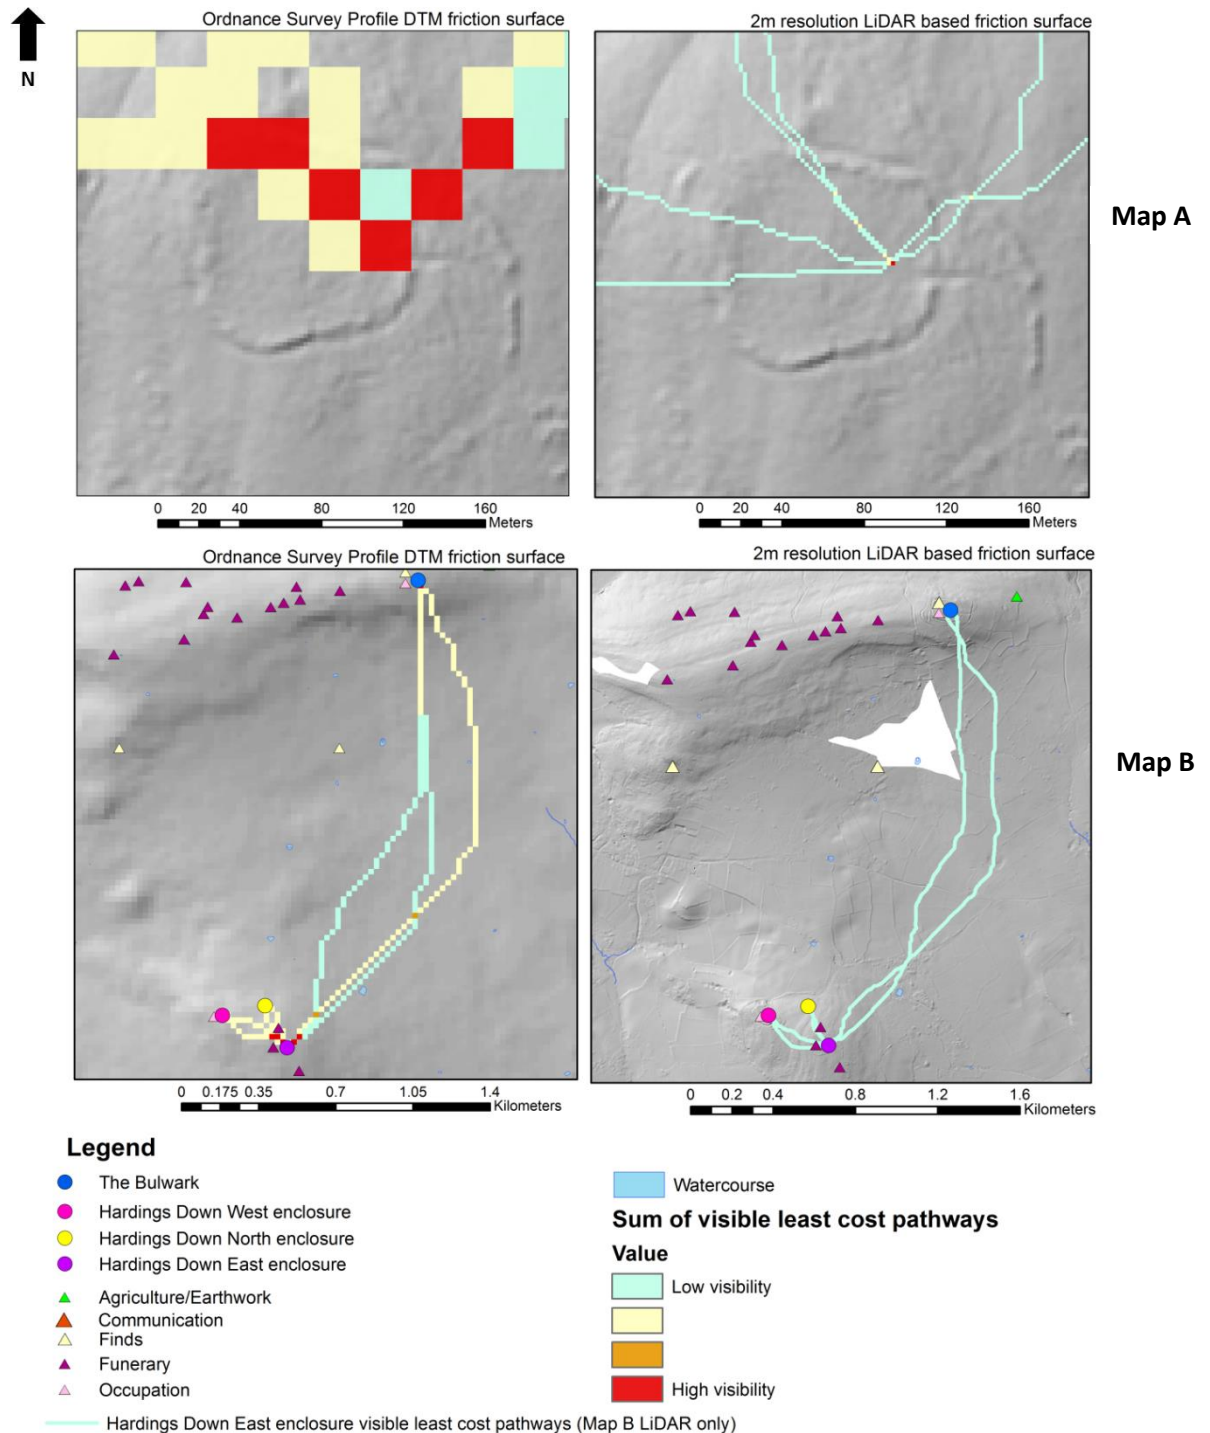 N
Ordnance Survey Profile DTM friction surface
2m resolution LiDAR based friction surface
Map A
0 20 40 80 120 160
Meters
0 20 40 80 120 160
Meters
Ordnance Survey Profile DTM friction surface
2m resolution LiDAR based friction surface
Map B
0 0.175 0.35 0.7 1.05 1.4
Kilometers
0 0.2 0.4 0.8 1.2 1.6
Kilometers
Legend
The Bulwark
Hardings Down West enclosure
Hardings Down North enclosure
Hardings Down East enclosure
Agriculture/Earthwork
Communication
Finds
Funerary
Occupation
Hardings Down East enclosure visible least cost pathways (Map B LiDAR only)
Watercourse
Sum of visible least cost pathways
Value
Low visibility
High visibility